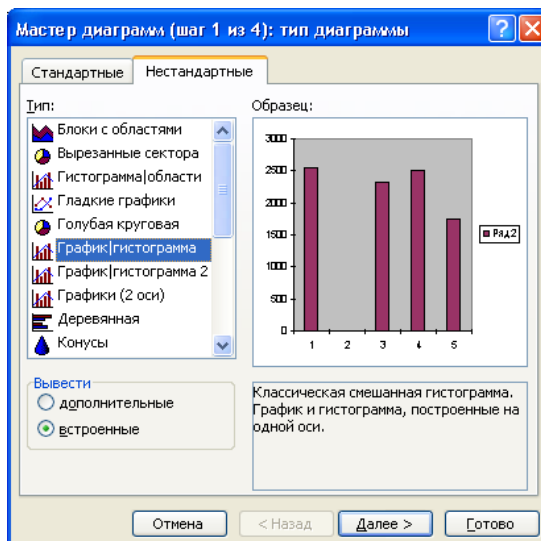 Мастер диаграмм (шаг 1 из 4): тип диаграммы
Стандартные
Нестандартные
Тип:
Блоки с областями
Вырезанные сектора
Гистограмма|области
Гладкие графики
Голубая круговая
График|гистограмма
График|гистограмма 2
Графики (2 оси)
Деревянная
Конусы
Образец:
3000
2500
2000
1500
1000
500
0
1 2 3 4 5
Ряд2
Вывести
дополнительные
встроенные
Классическая смешанная гистограмма.
График и гистограмма, построенные на
одной оси.
Отмена
< Назад
Далее >
Готово